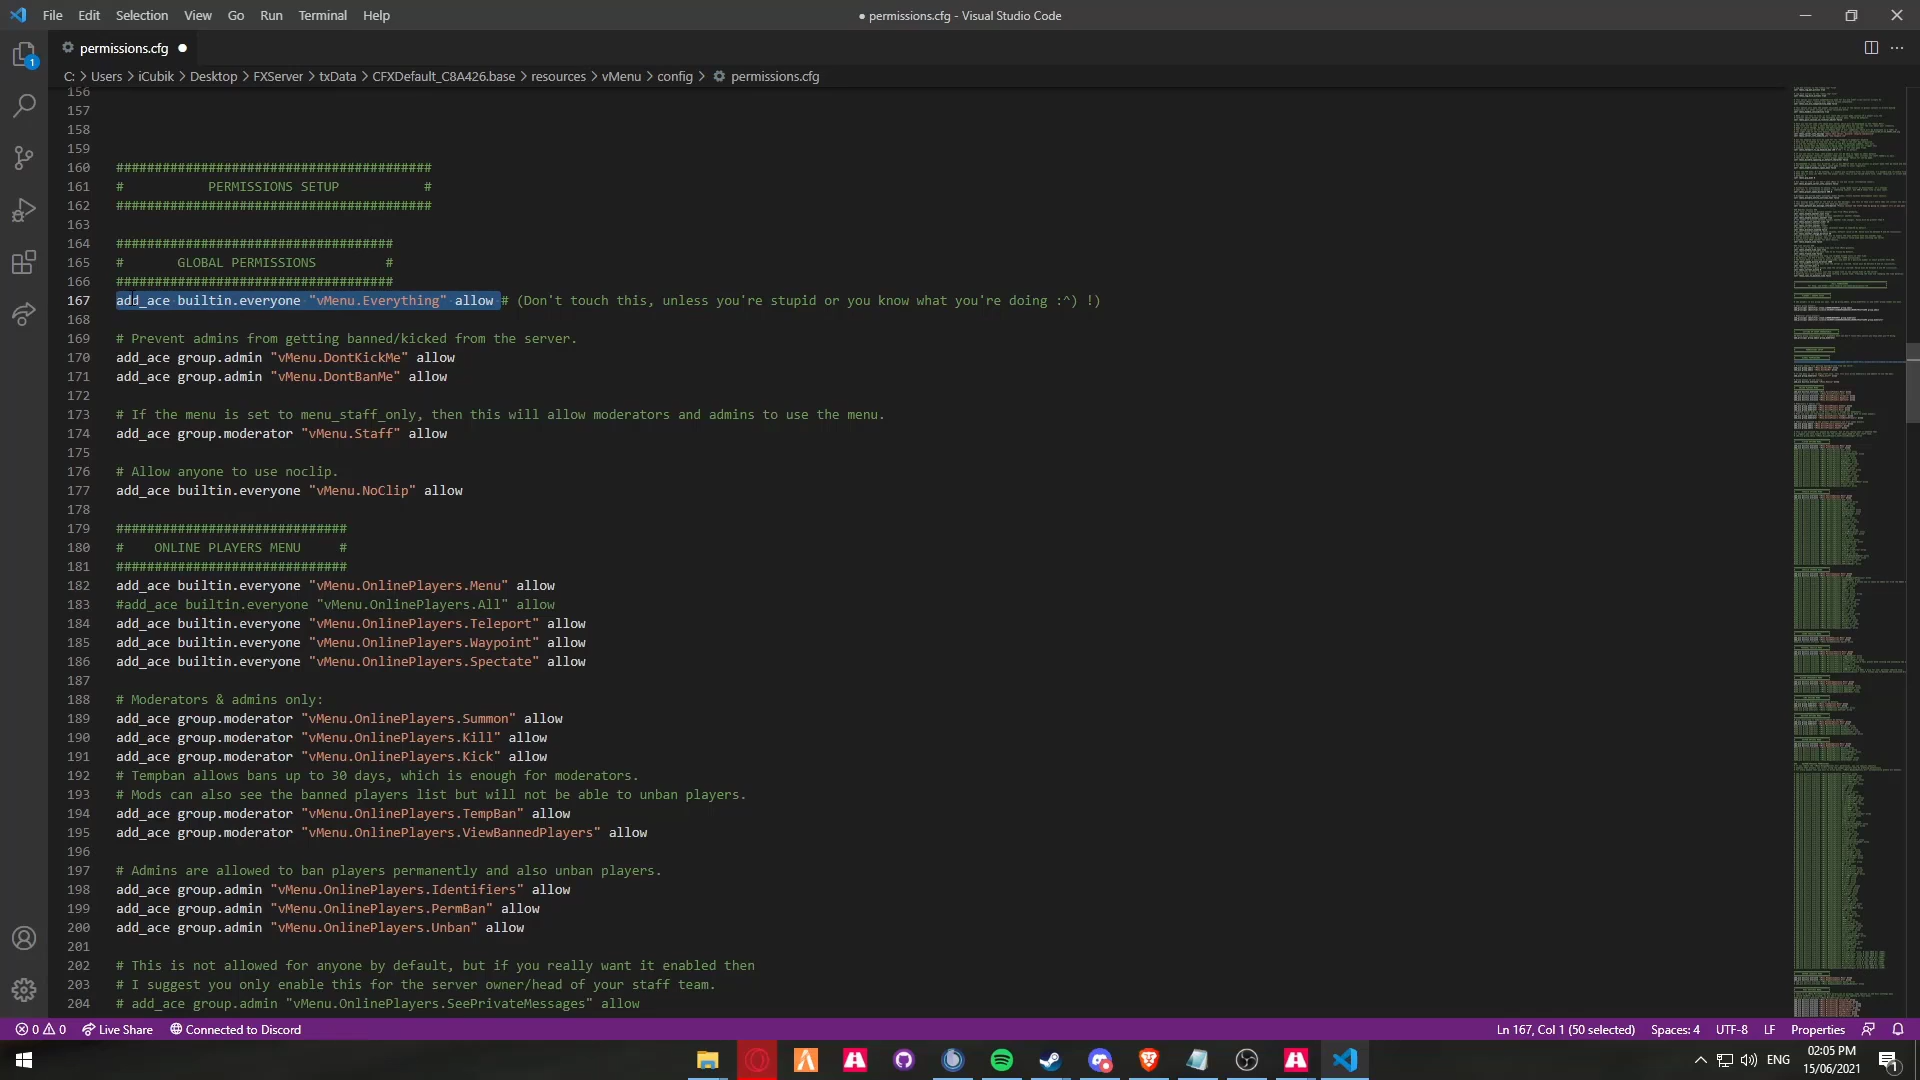 File Edit Selection View Go Run Terminal Help
● permissions.cfg - Visual Studio Code
permissions.cfg ●
C: > Users > iCubik > Desktop > FXServer > txData > CFXDefault_C8A426.base > resources > vMenu > config > permissions.cfg
156
157
158
159
160 #########################################
161 # PERMISSIONS SETUP #
162 #########################################
163
164 ####################################
165 # GLOBAL PERMISSIONS #
166 ####################################
167 add_ace builtin.everyone "vMenu.Everything" allow # (Don't touch this, unless you're stupid or you know what you're doing :^) !)
168
169 # Prevent admins from getting banned/kicked from the server.
170 add_ace group.admin "vMenu.DontKickMe" allow
171 add_ace group.admin "vMenu.DontBanMe" allow
172
173 # If the menu is set to menu_staff_only, then this will allow moderators and admins to use the menu.
174 add_ace group.moderator "vMenu.Staff" allow
175
176 # Allow anyone to use noclip.
177 add_ace builtin.everyone "vMenu.NoClip" allow
178
179 ##############################
180 # ONLINE PLAYERS MENU #
181 ##############################
182 add_ace builtin.everyone "vMenu.OnlinePlayers.Menu" allow
183 #add_ace builtin.everyone "vMenu.OnlinePlayers.All" allow
184 add_ace builtin.everyone "vMenu.OnlinePlayers.Teleport" allow
185 add_ace builtin.everyone "vMenu.OnlinePlayers.Waypoint" allow
186 add_ace builtin.everyone "vMenu.OnlinePlayers.Spectate" allow
187
188 # Moderators & admins only:
189 add_ace group.moderator "vMenu.OnlinePlayers.Summon" allow
190 add_ace group.moderator "vMenu.OnlinePlayers.Kill" allow
191 add_ace group.moderator "vMenu.OnlinePlayers.Kick" allow
192 # Tempban allows bans up to 30 days, which is enough for moderators.
193 # Mods can also see the banned players list but will not be able to unban players.
194 add_ace group.moderator "vMenu.OnlinePlayers.TempBan" allow
195 add_ace group.moderator "vMenu.OnlinePlayers.ViewBannedPlayers" allow
196
197 # Admins are allowed to ban players permanently and also unban players.
198 add_ace group.admin "vMenu.OnlinePlayers.Identifiers" allow
199 add_ace group.admin "vMenu.OnlinePlayers.PermBan" allow
200 add_ace group.admin "vMenu.OnlinePlayers.Unban" allow
201
202 # This is not allowed for anyone by default, but if you really want it enabled then
203 # I suggest you only enable this for the server owner/head of your staff team.
204 # add_ace group.admin "vMenu.OnlinePlayers.SeePrivateMessages" allow
0 0 Live Share Connected to Discord Ln 167, Col 1 (50 selected) Spaces: 4 UTF-8 LF Properties
ENG 02:05 PM
15/06/2021